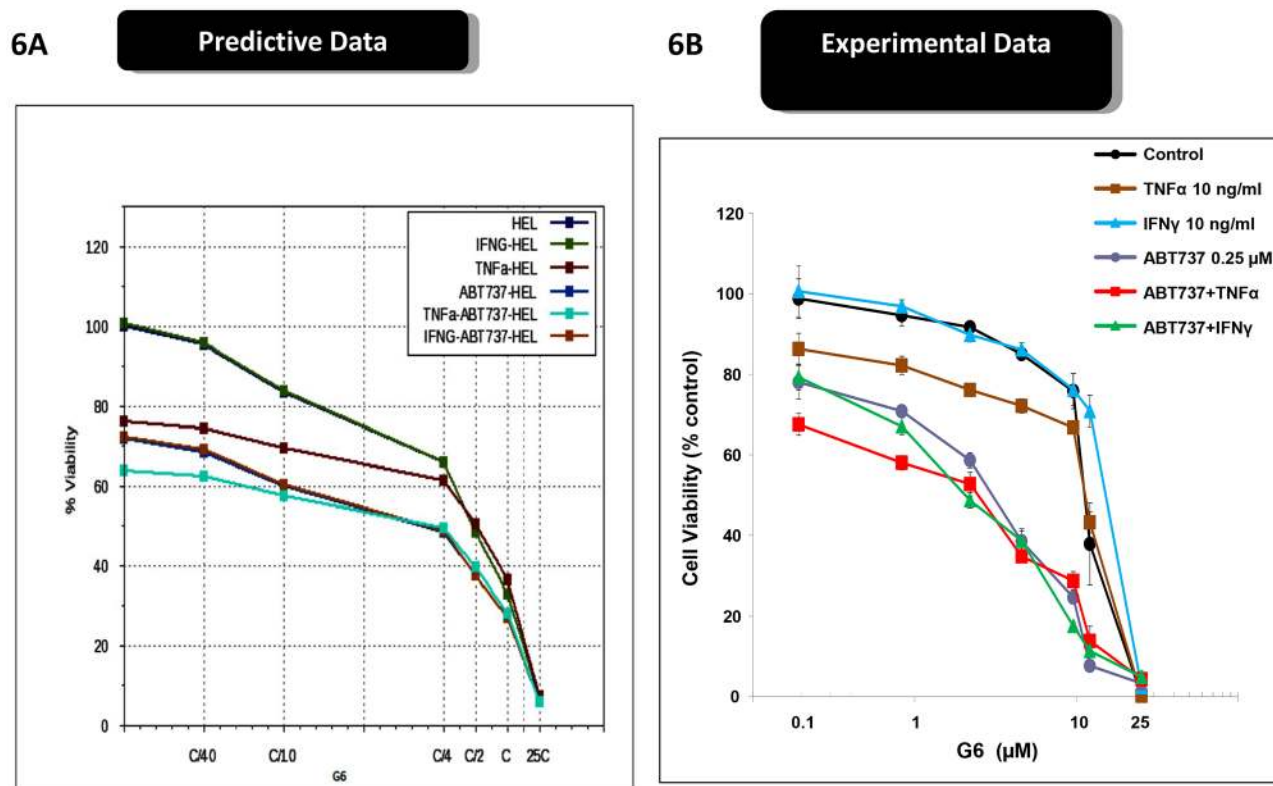 6A
Predictive Data
% Viability
120
100
80
60
40
20
0
HEL
IFNG-HEL
TNFa-HEL
ABT737-HEL
TNFa-ABT737-HEL
IFNG-ABT737-HEL
C/40 C/10 C/4 C/2 C 25C
G6
6B
Experimental Data
Control
TNFα 10 ng/ml
IFNγ 10 ng/ml
ABT737 0.25 µM
ABT737+TNFα
ABT737+IFNγ
Cell Viability (% control)
120
100
80
60
40
20
0
0.1 1 10 25
G6 (µM)